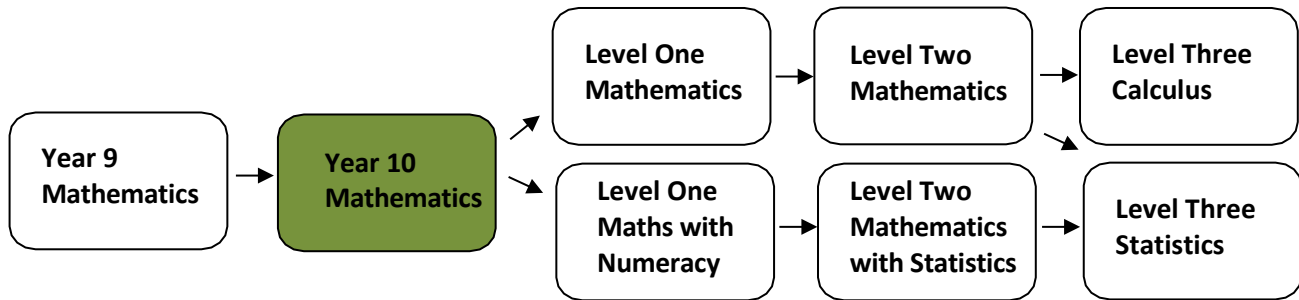 Year 9
Mathematics
Year 10
Mathematics
Level One
Mathematics
Level Two
Mathematics
Level Three
Calculus
Level One
Maths with
Numeracy
Level Two
Mathematics
with Statistics
Level Three
Statistics